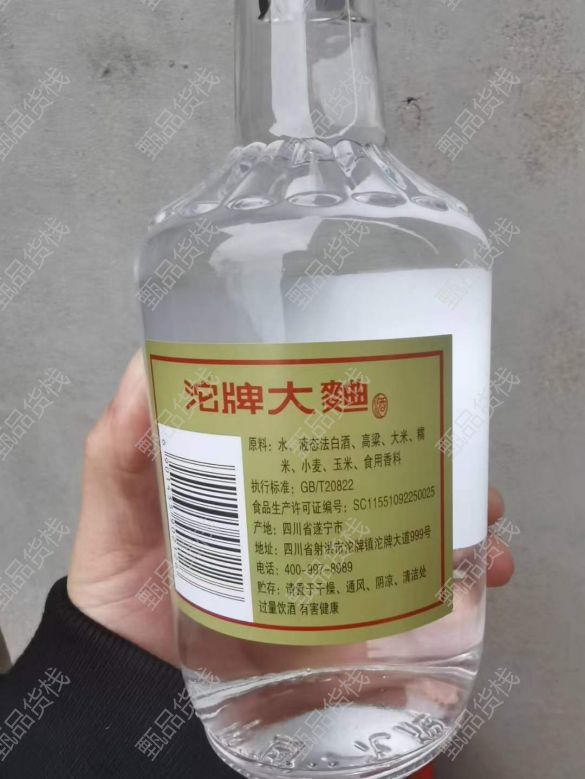 沱牌大麯
原料：水、液态法白酒、高粱、大米、糯
米、小麦、玉米、食用香料
执行标准：GB/T20822
食品生产许可证编号：SC11551092250025
产地：四川省遂宁市
地址：四川省射洪市沱牌镇沱牌大道999号
电话：400-997-8089
贮存：请置于干燥、通风、阴凉、清洁处
过量饮酒 有害健康
甄品货栈